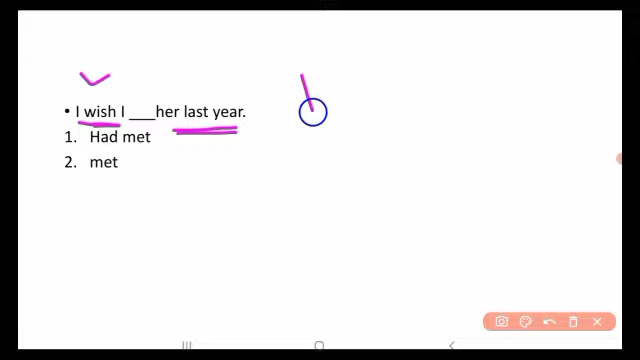 • I wish I ___her last year.
1. Had met
2. met